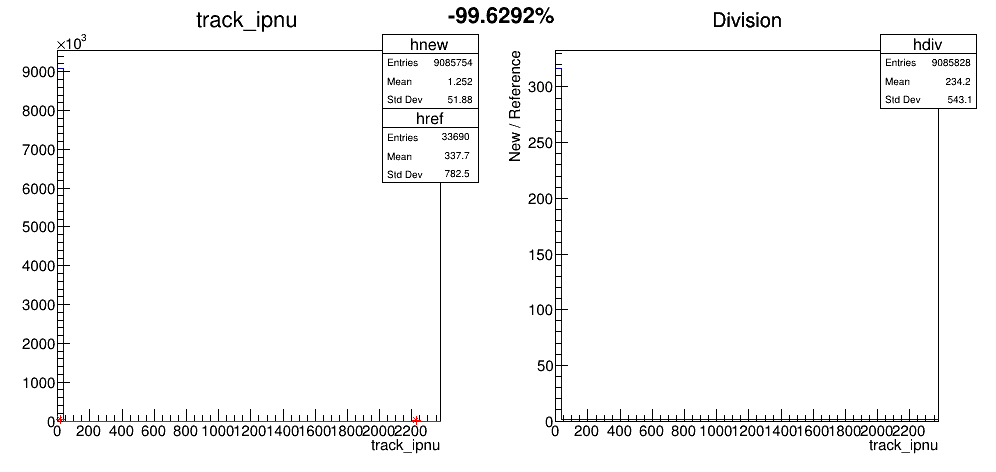 track_ipnu
-99.6292%
Division
×10³
hnew
Entries 9085754
Mean 1.252
Std Dev 51.88
href
Entries 33690
Mean 337.7
Std Dev 782.5
9000
8000
7000
6000
5000
4000
3000
2000
1000
0
0 200 400 600 800 1000 1200 1400 1600 1800 2000 2200
track_ipnu
hdiv
Entries 9085828
Mean 234.2
Std Dev 543.1
New / Reference
300
250
200
150
100
50
0
0 200 400 600 800 1000 1200 1400 1600 1800 2000 2200
track_ipnu